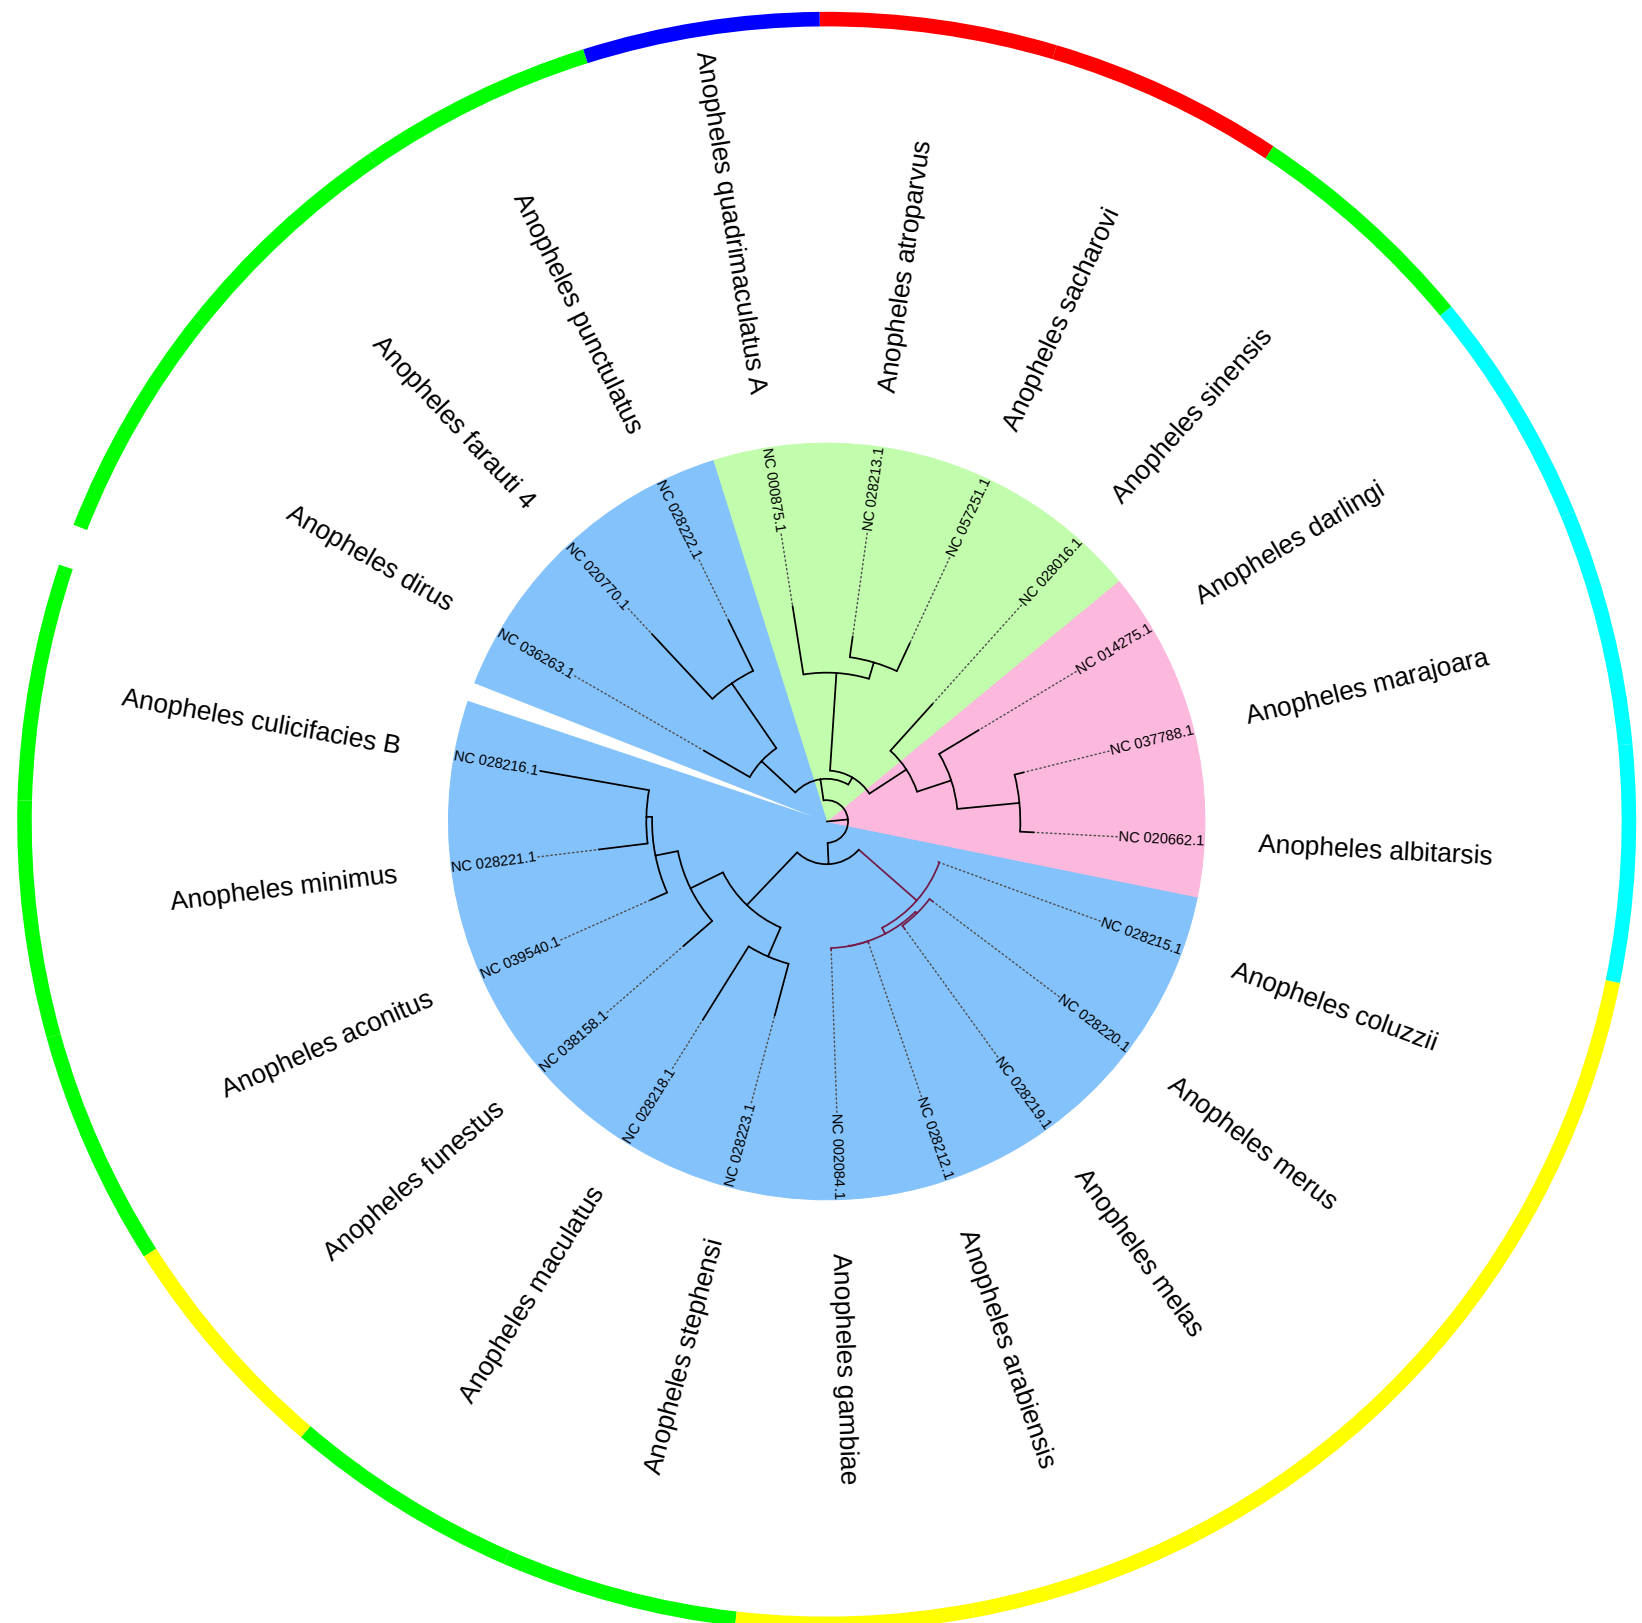 Anopheles quadrimaculatus A
NC 000875.1
Anopheles atroparvus
NC 028213.1
Anopheles sacharovi
NC 057251.1
Anopheles sinensis
NC 028016.1
Anopheles darlingi
NC 014275.1
Anopheles marajoara
NC 037788.1
Anopheles albitarsis
NC 020662.1
Anopheles coluzzii
NC 028215.1
Anopheles merus
NC 028220.1
Anopheles melas
NC 028219.1
Anopheles arabiensis
NC 028212.1
Anopheles gambiae
NC 002084.1
Anopheles stephensi
NC 028223.1
Anopheles maculatus
NC 028218.1
Anopheles funestus
NC 038158.1
Anopheles aconitus
NC 039540.1
Anopheles minimus
NC 028221.1
Anopheles culicifacies B
NC 028216.1
Anopheles dirus
NC 036263.1
Anopheles farauti 4
NC 020770.1
Anopheles punctulatus
NC 028222.1